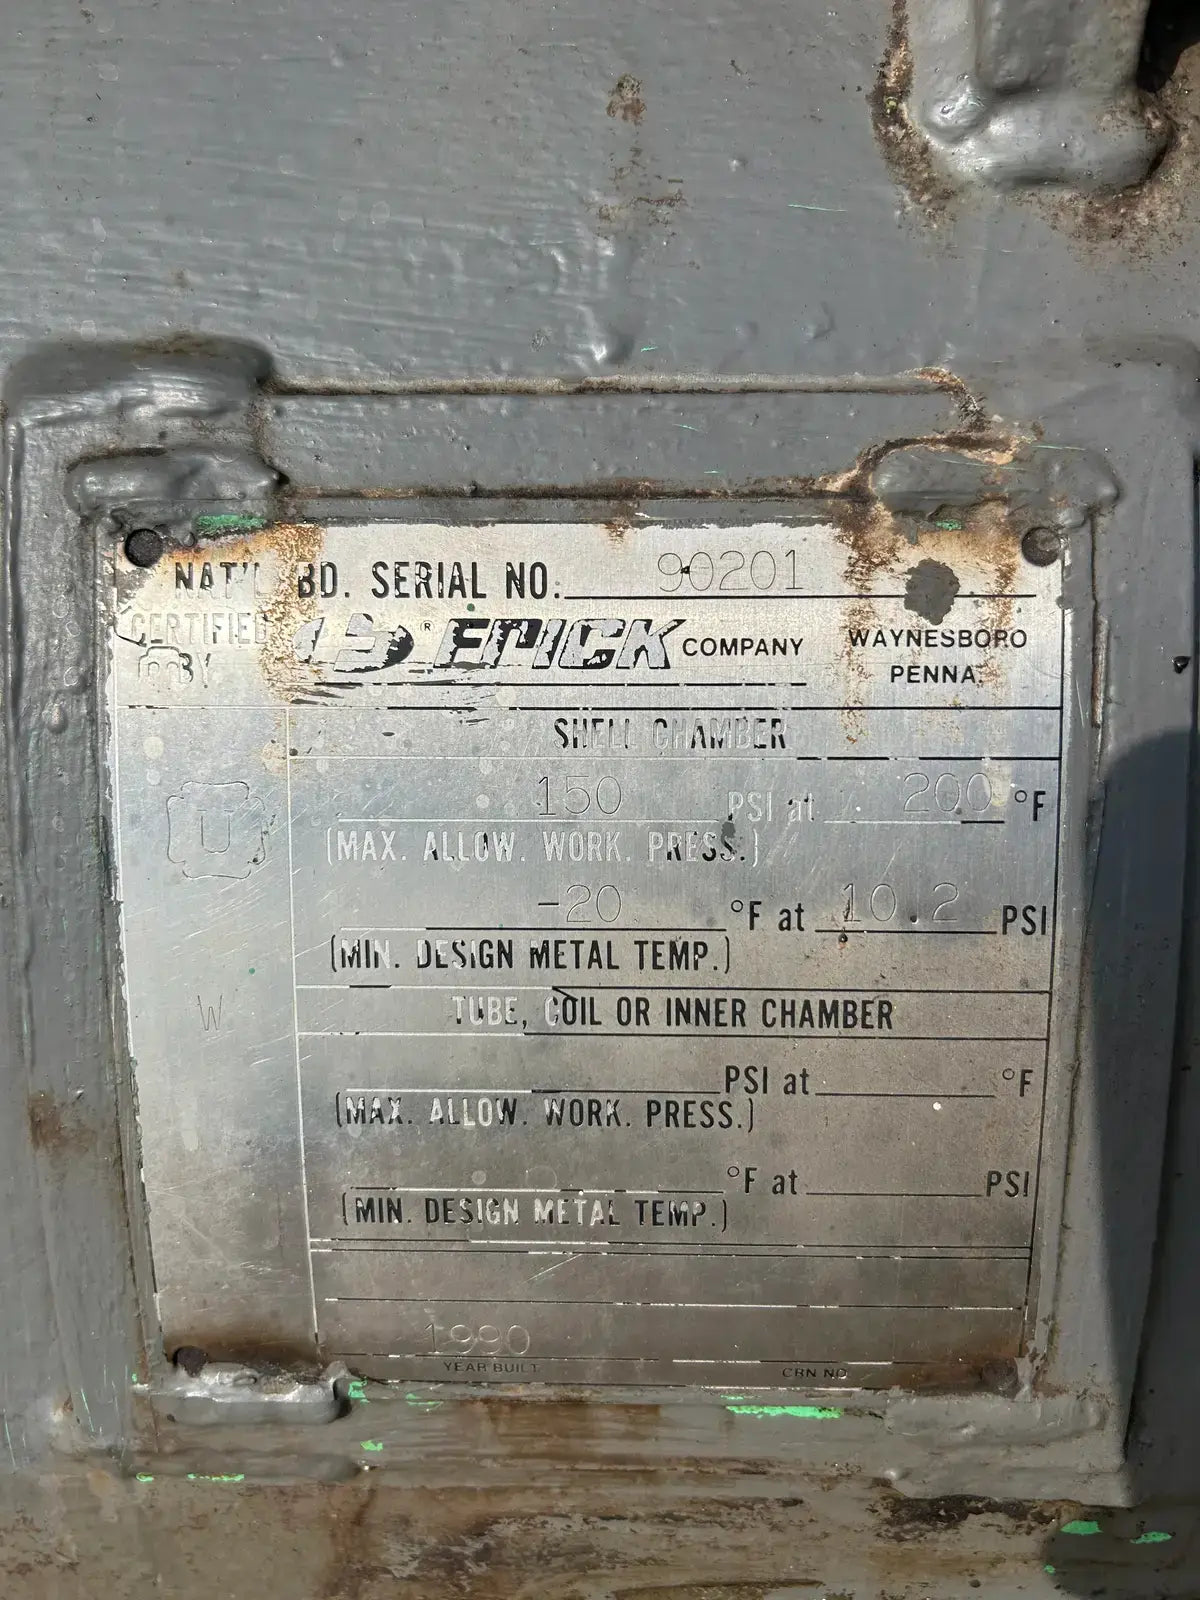 NAT'L BD. SERIAL NO. 90201
CERTIFIED BY
® FRICK COMPANY
WAYNESBORO
PENNA.
SHELL CHAMBER
U
150 PSI at 200 °F
(MAX. ALLOW. WORK. PRESS.)
-20 °F at 10.2 PSI
(MIN. DESIGN METAL TEMP.)
W
TUBE, COIL OR INNER CHAMBER
PSI at °F
(MAX. ALLOW. WORK. PRESS.)
°F at PSI
(MIN. DESIGN METAL TEMP.)
1990
YEAR BUILT
CRN NO